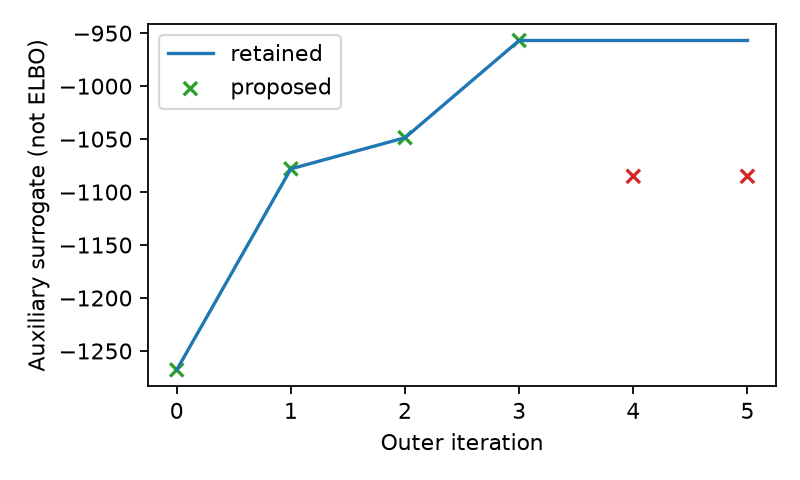 −950
−1000
−1050
−1100
−1150
−1200
−1250
Auxiliary surrogate (not ELBO)
retained
proposed
0 1 2 3 4 5
Outer iteration